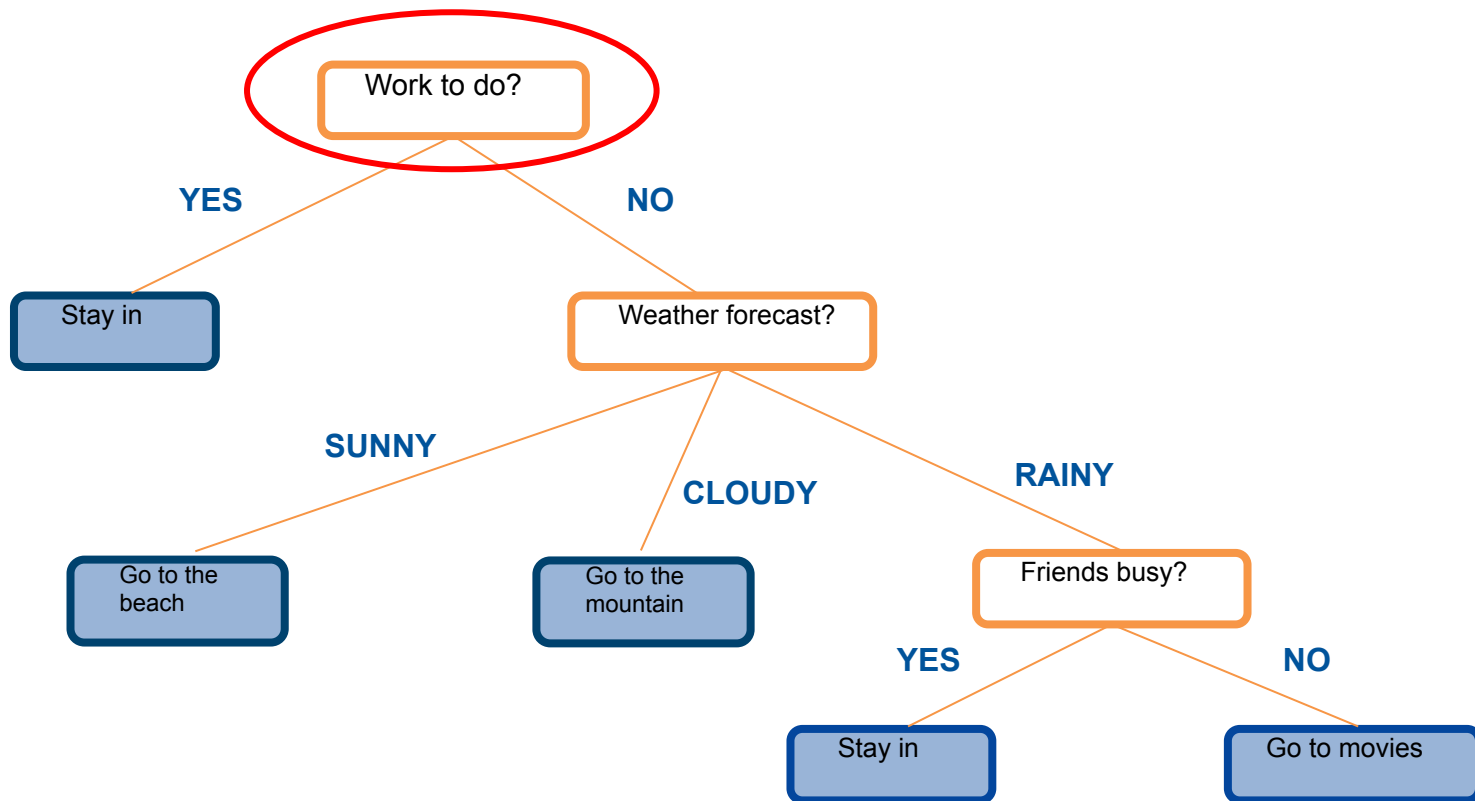 Work to do?
YES
NO
Stay in
Weather forecast?
SUNNY
CLOUDY
RAINY
Go to the
beach
Go to the
mountain
Friends busy?
YES
NO
Stay in
Go to movies